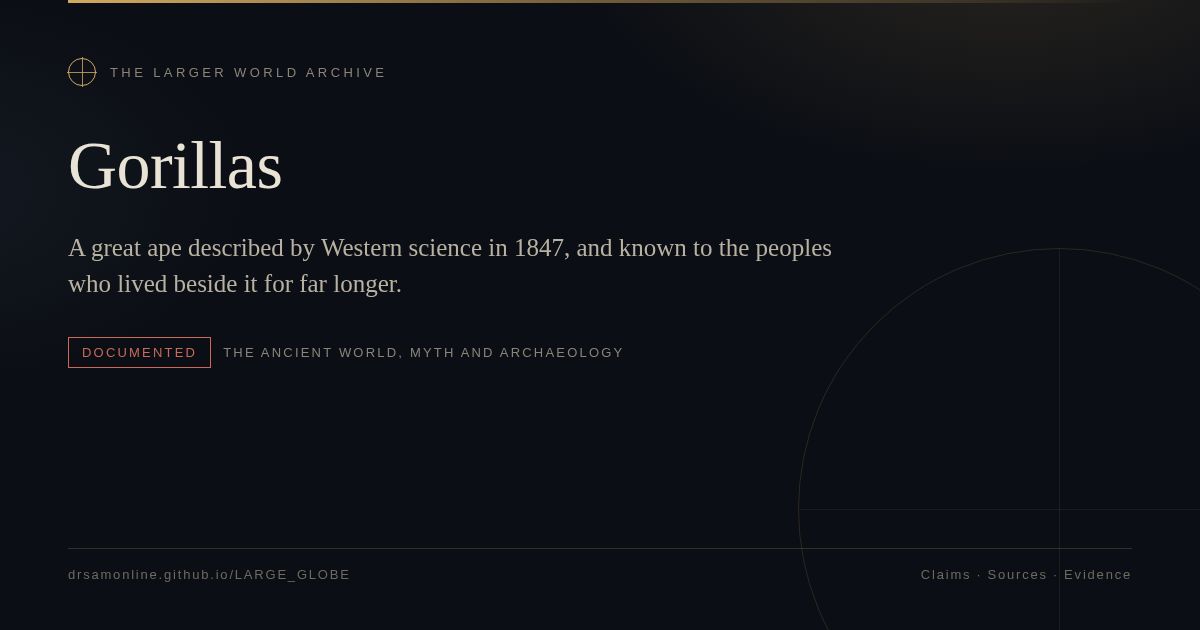 THE LARGER WORLD ARCHIVE
Gorillas
A great ape described by Western science in 1847, and known to the peoples
who lived beside it for far longer.
DOCUMENTED
THE ANCIENT WORLD, MYTH AND ARCHAEOLOGY
drsamonline.github.io/LARGE_GLOBE
Claims · Sources · Evidence